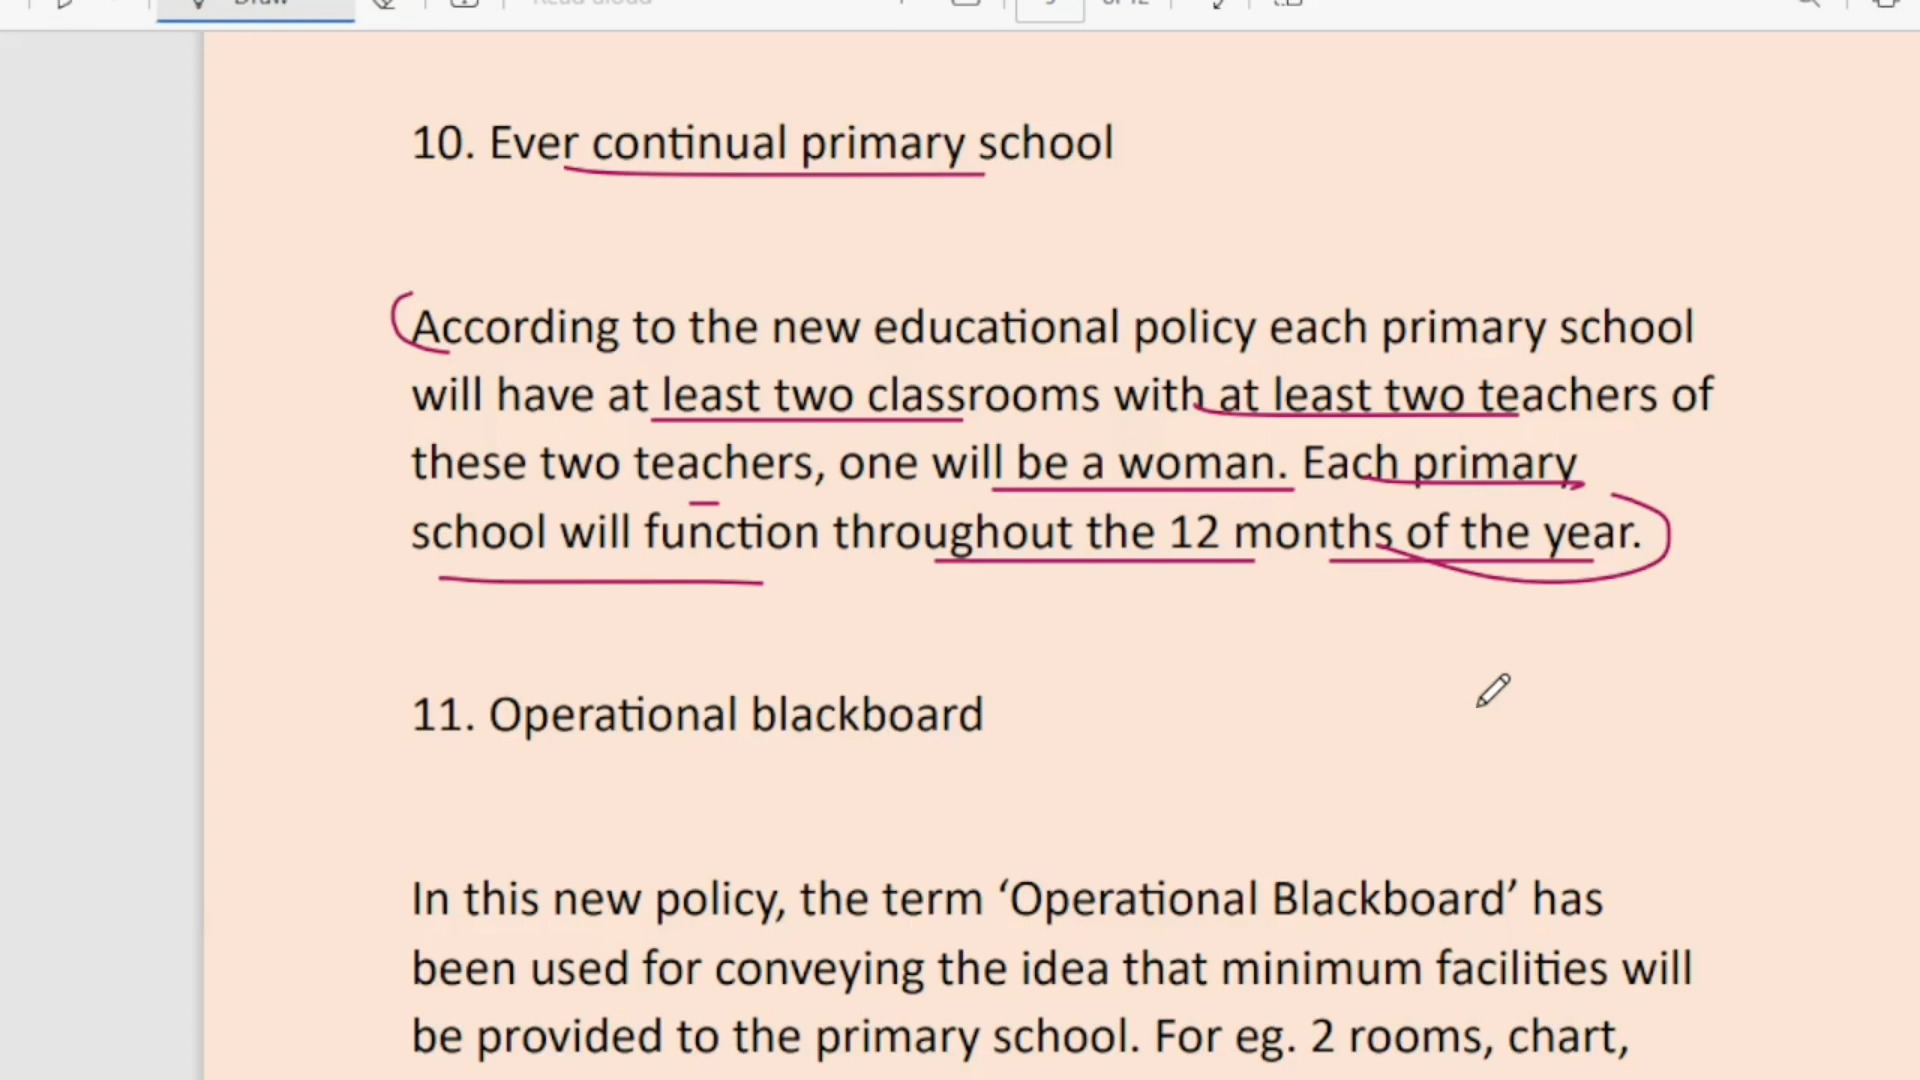 10. Ever continual primary school
According to the new educational policy each primary school
will have at least two classrooms with at least two teachers of
these two teachers, one will be a woman. Each primary
school will function throughout the 12 months of the year.
11. Operational blackboard
In this new policy, the term ‘Operational Blackboard’ has
been used for conveying the idea that minimum facilities will
be provided to the primary school. For eg. 2 rooms, chart,